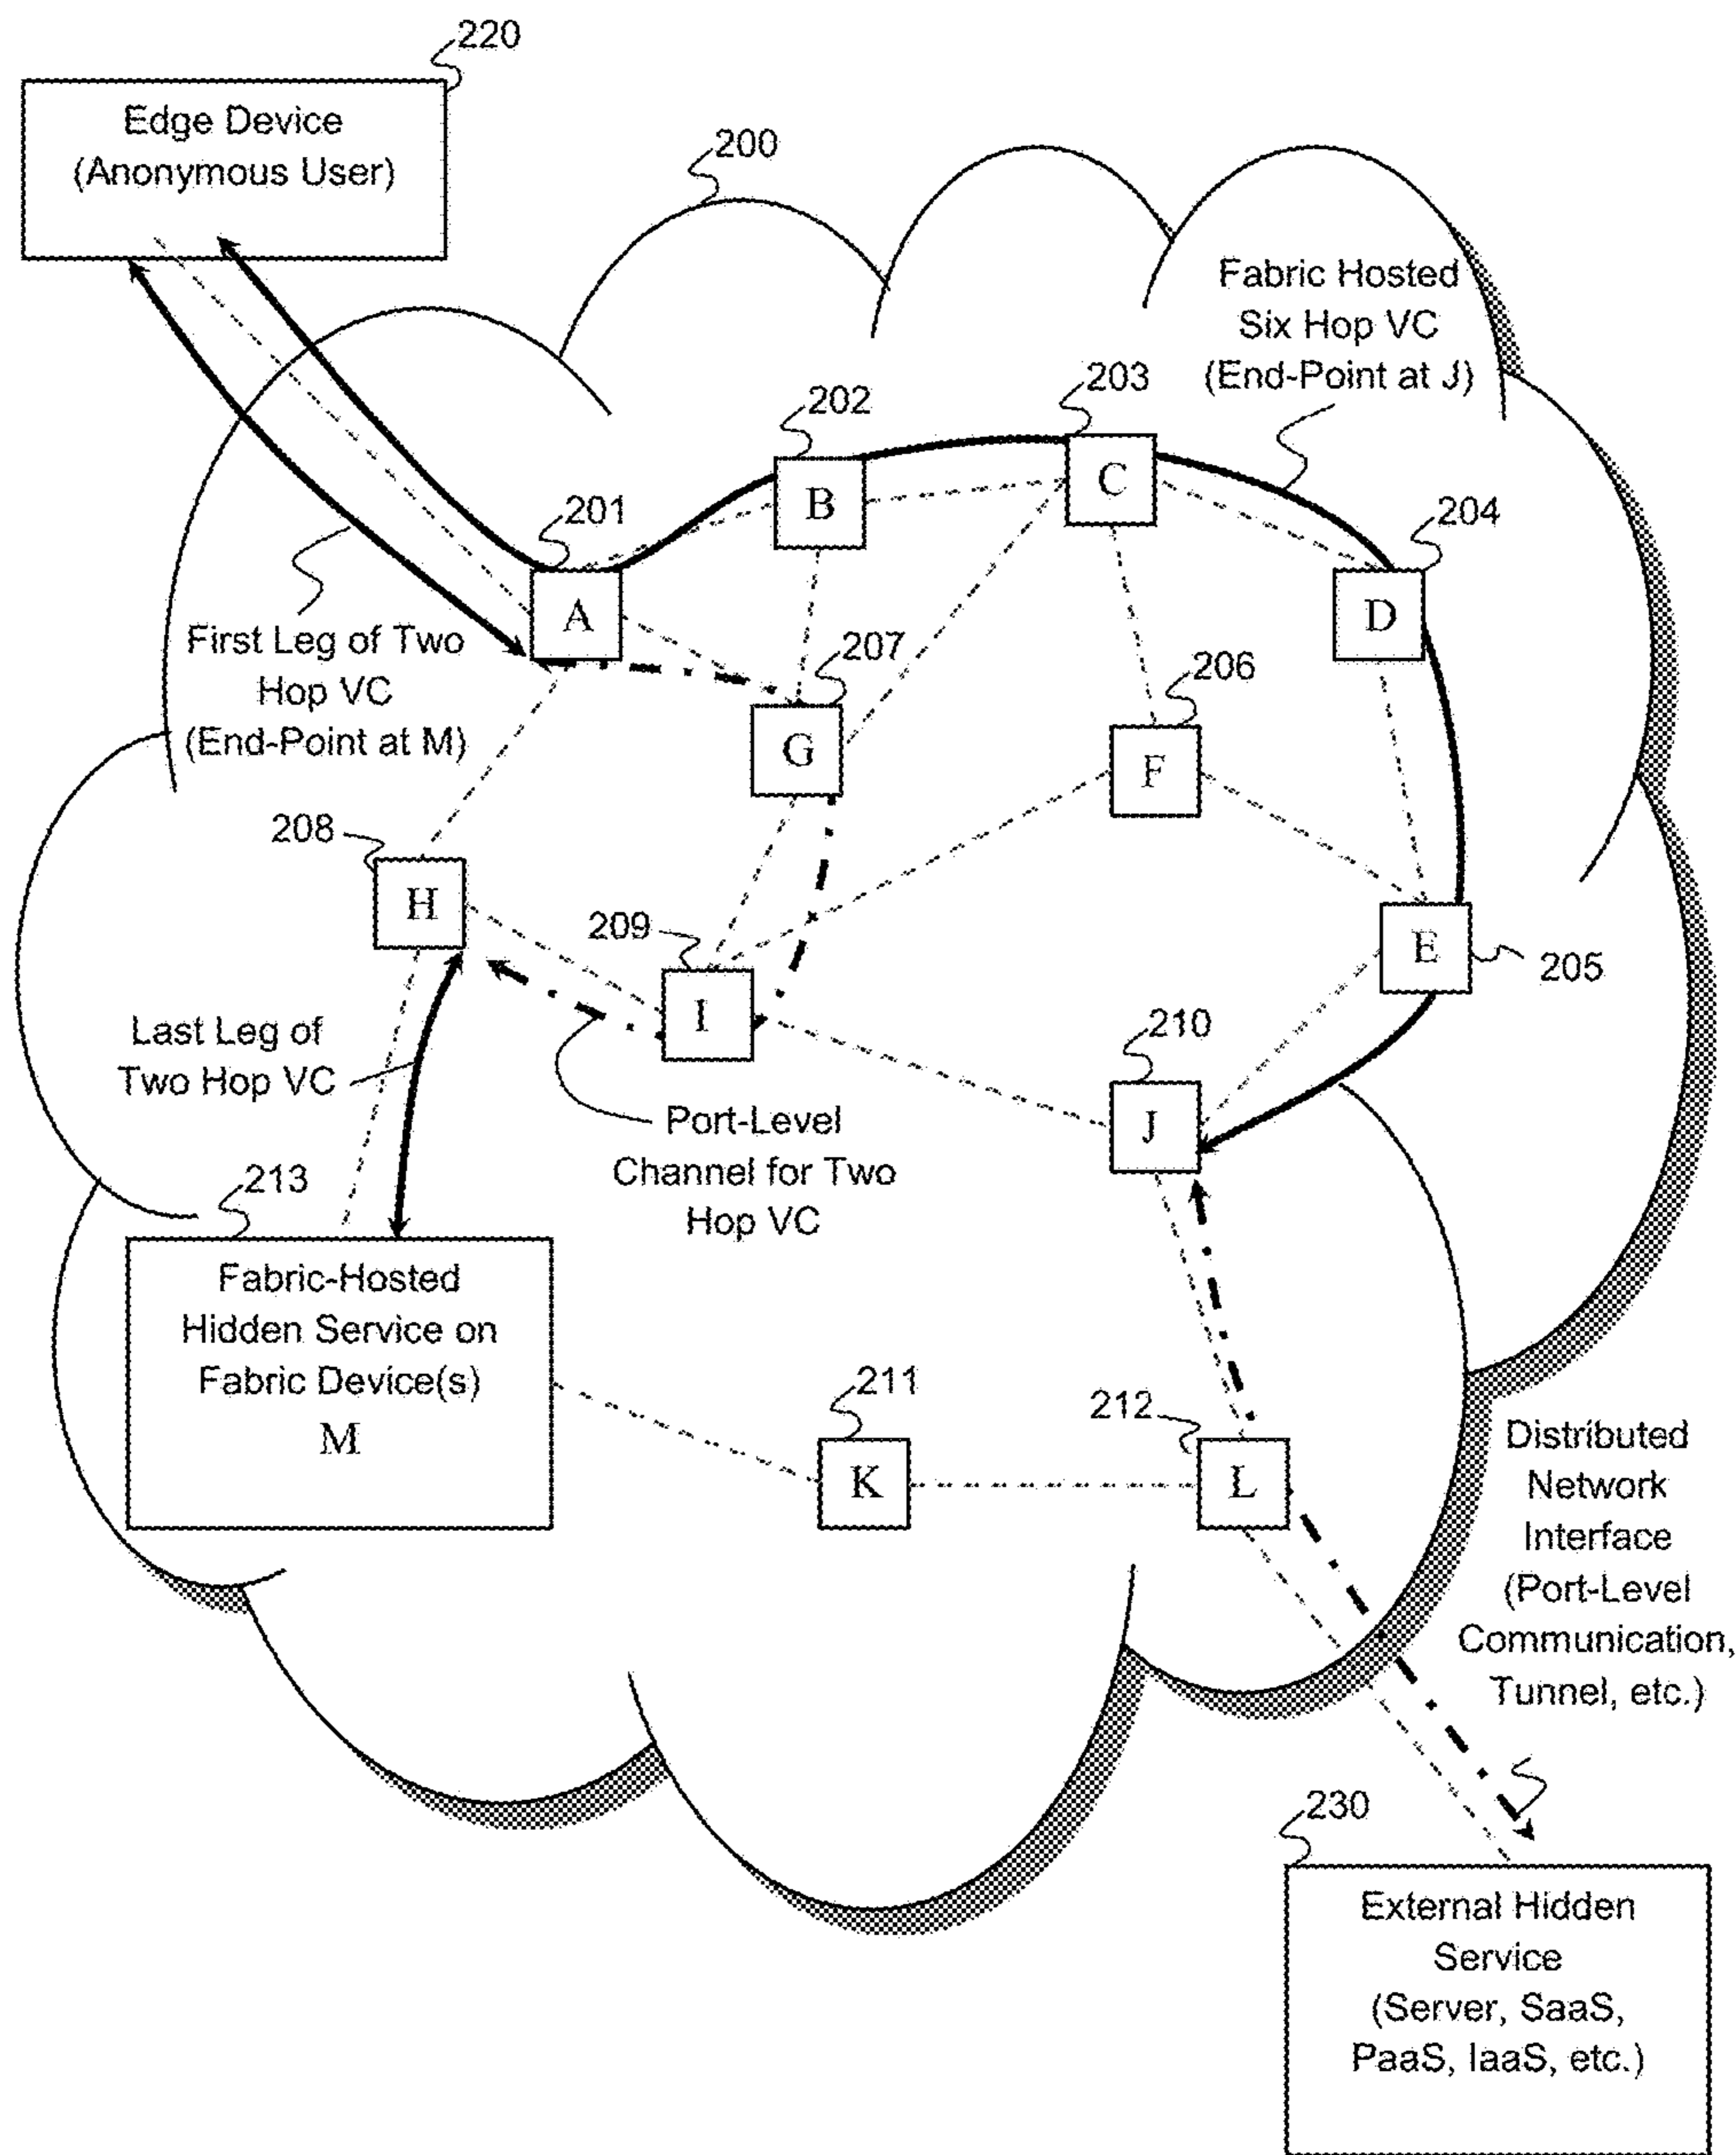 220
Edge Device
(Anonymous User)
200
Fabric Hosted
Six Hop VC
(End-Point at J)
203
202
C
B
201
204
A
D
First Leg of Two
Hop VC
(End-Point at M)
207
206
G
F
208
H
209
E
205
I
Last Leg of
Two Hop VC
210
J
Port-Level
Channel for Two
Hop VC
213
Fabric-Hosted
Hidden Service on
Fabric Device(s)
M
211
K
212
L
Distributed
Network
Interface
(Port-Level
Communication,
Tunnel, etc.)
230
External Hidden
Service
(Server, SaaS,
PaaS, IaaS, etc.)